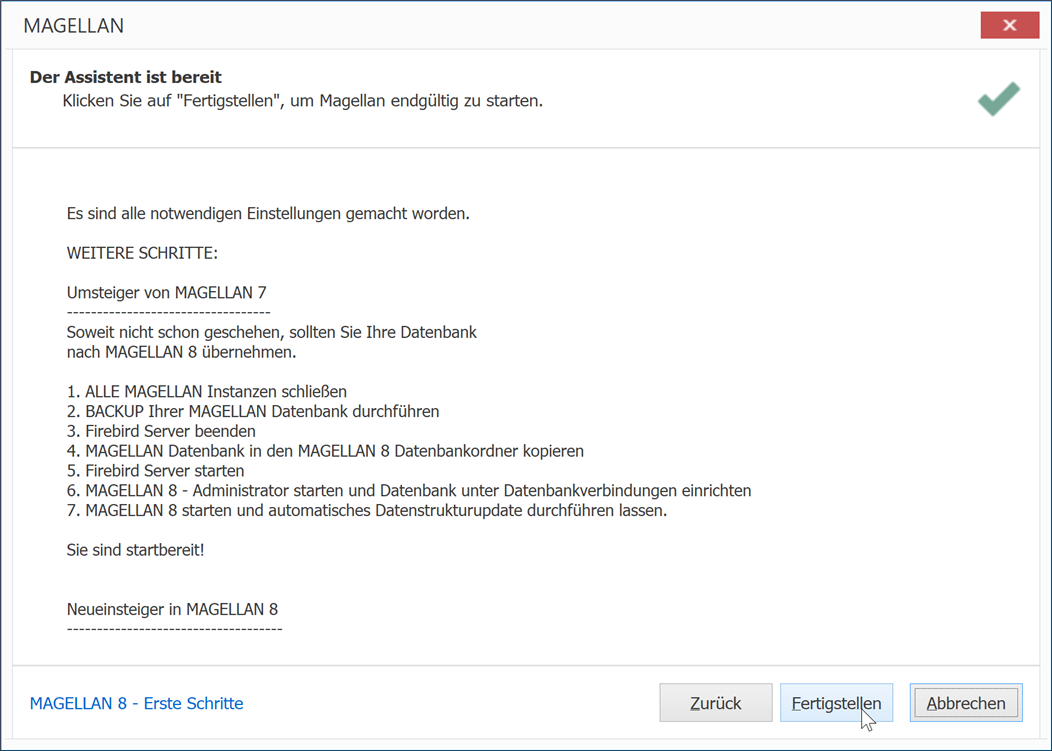 MAGELLAN
Der Assistent ist bereit
Klicken Sie auf "Fertigstellen", um Magellan endgültig zu starten.
Es sind alle notwendigen Einstellungen gemacht worden.
WEITERE SCHRITTE:
Umsteiger von MAGELLAN 7
----------------------------------
Soweit nicht schon geschehen, sollten Sie Ihre Datenbank
nach MAGELLAN 8 übernehmen.
1. ALLE MAGELLAN Instanzen schließen
2. BACKUP Ihrer MAGELLAN Datenbank durchführen
3. Firebird Server beenden
4. MAGELLAN Datenbank in den MAGELLAN 8 Datenbankordner kopieren
5. Firebird Server starten
6. MAGELLAN 8 - Administrator starten und Datenbank unter Datenbankverbindungen einrichten
7. MAGELLAN 8 starten und automatisches Datenstrukturupdate durchführen lassen.
Sie sind startbereit!
Neueinsteiger in MAGELLAN 8
------------------------------------
MAGELLAN 8 - Erste Schritte
Zurück
Fertigstellen
Abbrechen